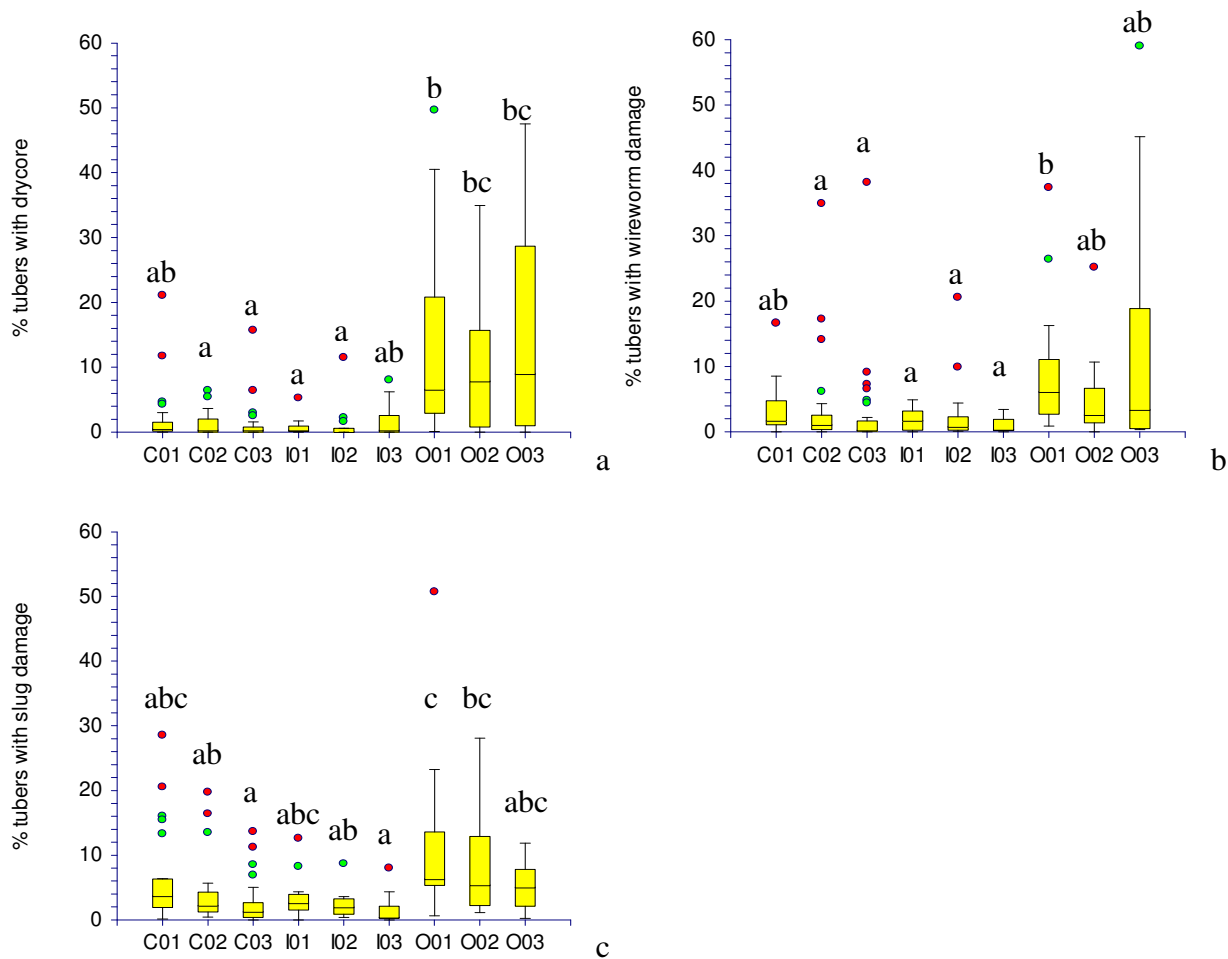 % tubers with drycore
60
50
40
30
20
10
0
ab
a
a
a
a
ab
b
bc
bc
C01 C02 C03 I01 I02 I03 O01 O02 O03
a
% tubers with wireworm damage
60
50
40
30
20
10
0
ab
a
a
a
a
a
b
ab
ab
C01 C02 C03 I01 I02 I03 O01 O02 O03
b
% tubers with slug damage
60
50
40
30
20
10
0
abc
ab
a
abc
ab
a
c
bc
abc
C01 C02 C03 I01 I02 I03 O01 O02 O03
c